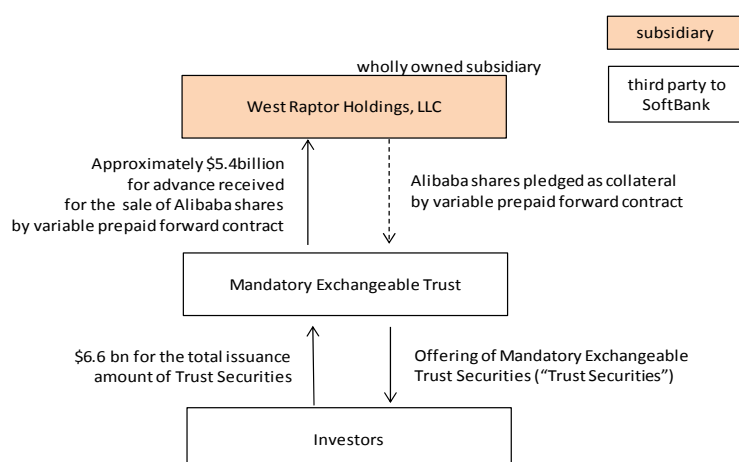 subsidiary
wholly owned subsidiary
third party to
SoftBank
West Raptor Holdings, LLC
Approximately $5.4billion
for advance received
for the sale of Alibaba shares
by variable prepaid forward contract
Alibaba shares pledged as collateral
by variable prepaid forward contract
Mandatory Exchangeable Trust
$6.6 bn for the total issuance
amount of Trust Securities
Offering of Mandatory Exchangeable
Trust Securities (“Trust Securities”)
Investors